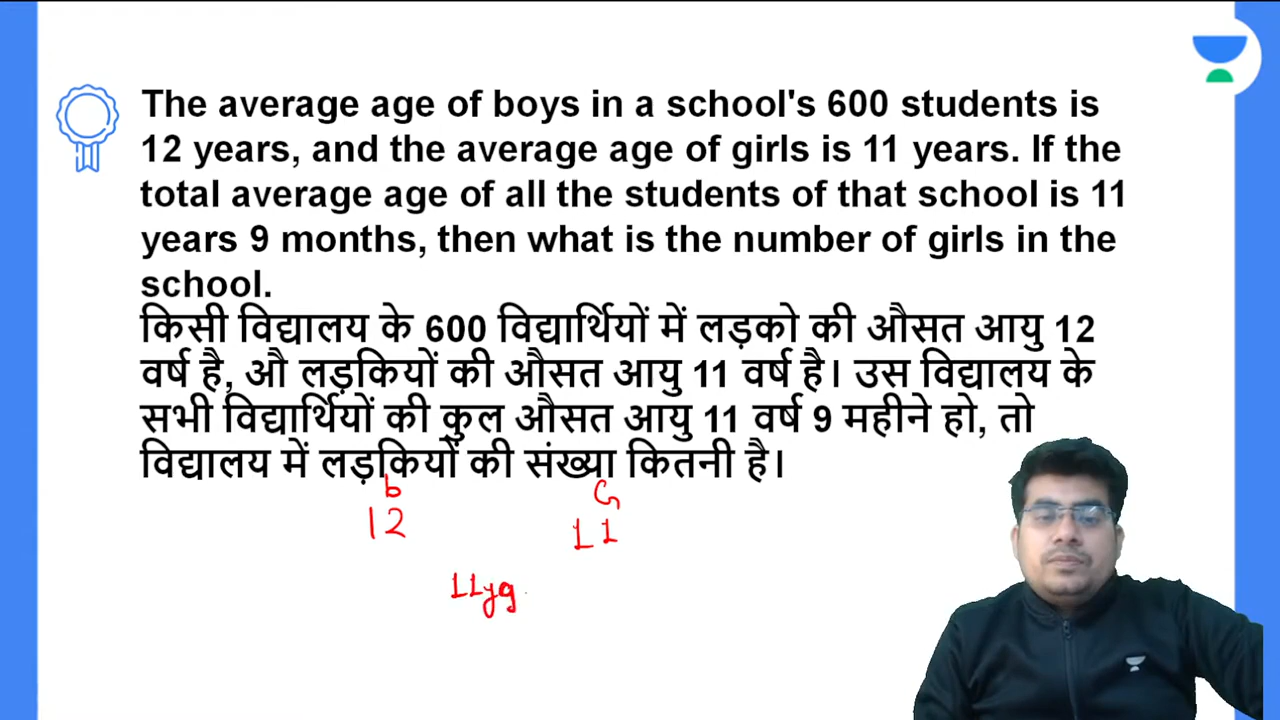 The average age of boys in a school's 600 students is
12 years, and the average age of girls is 11 years. If the
total average age of all the students of that school is 11
years 9 months, then what is the number of girls in the
school.
किसी विद्यालय के 600 विद्यार्थियों में लड़को की औसत आयु 12
वर्ष है, औ लड़कियों की औसत आयु 11 वर्ष है। उस विद्यालय के
सभी विद्यार्थियों की कुल औसत आयु 11 वर्ष 9 महीने हो, तो
विद्यालय में लड़कियों की संख्या कितनी है।
b G
12 11
11y9